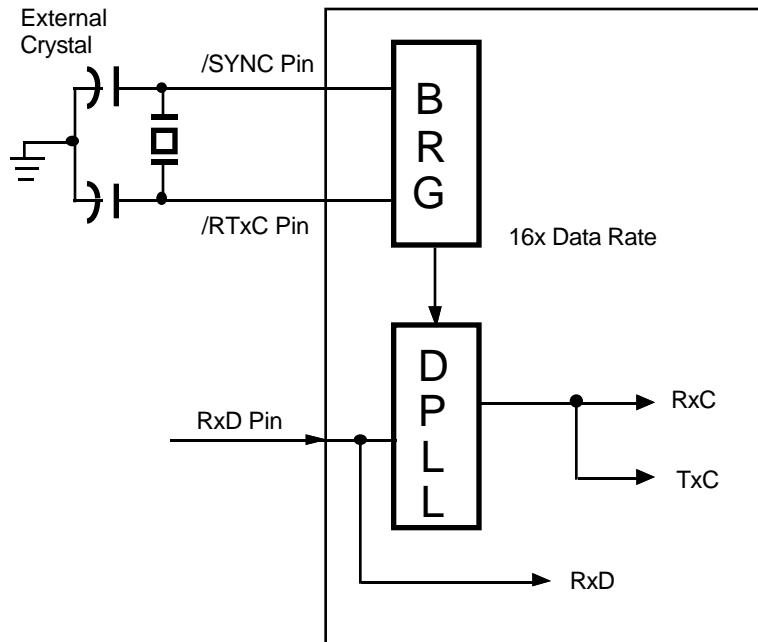 External
Crystal
/SYNC Pin
B
R
G
/RTxC Pin
16x Data Rate
D
P
L
L
RxD Pin
RxC
TxC
RxD